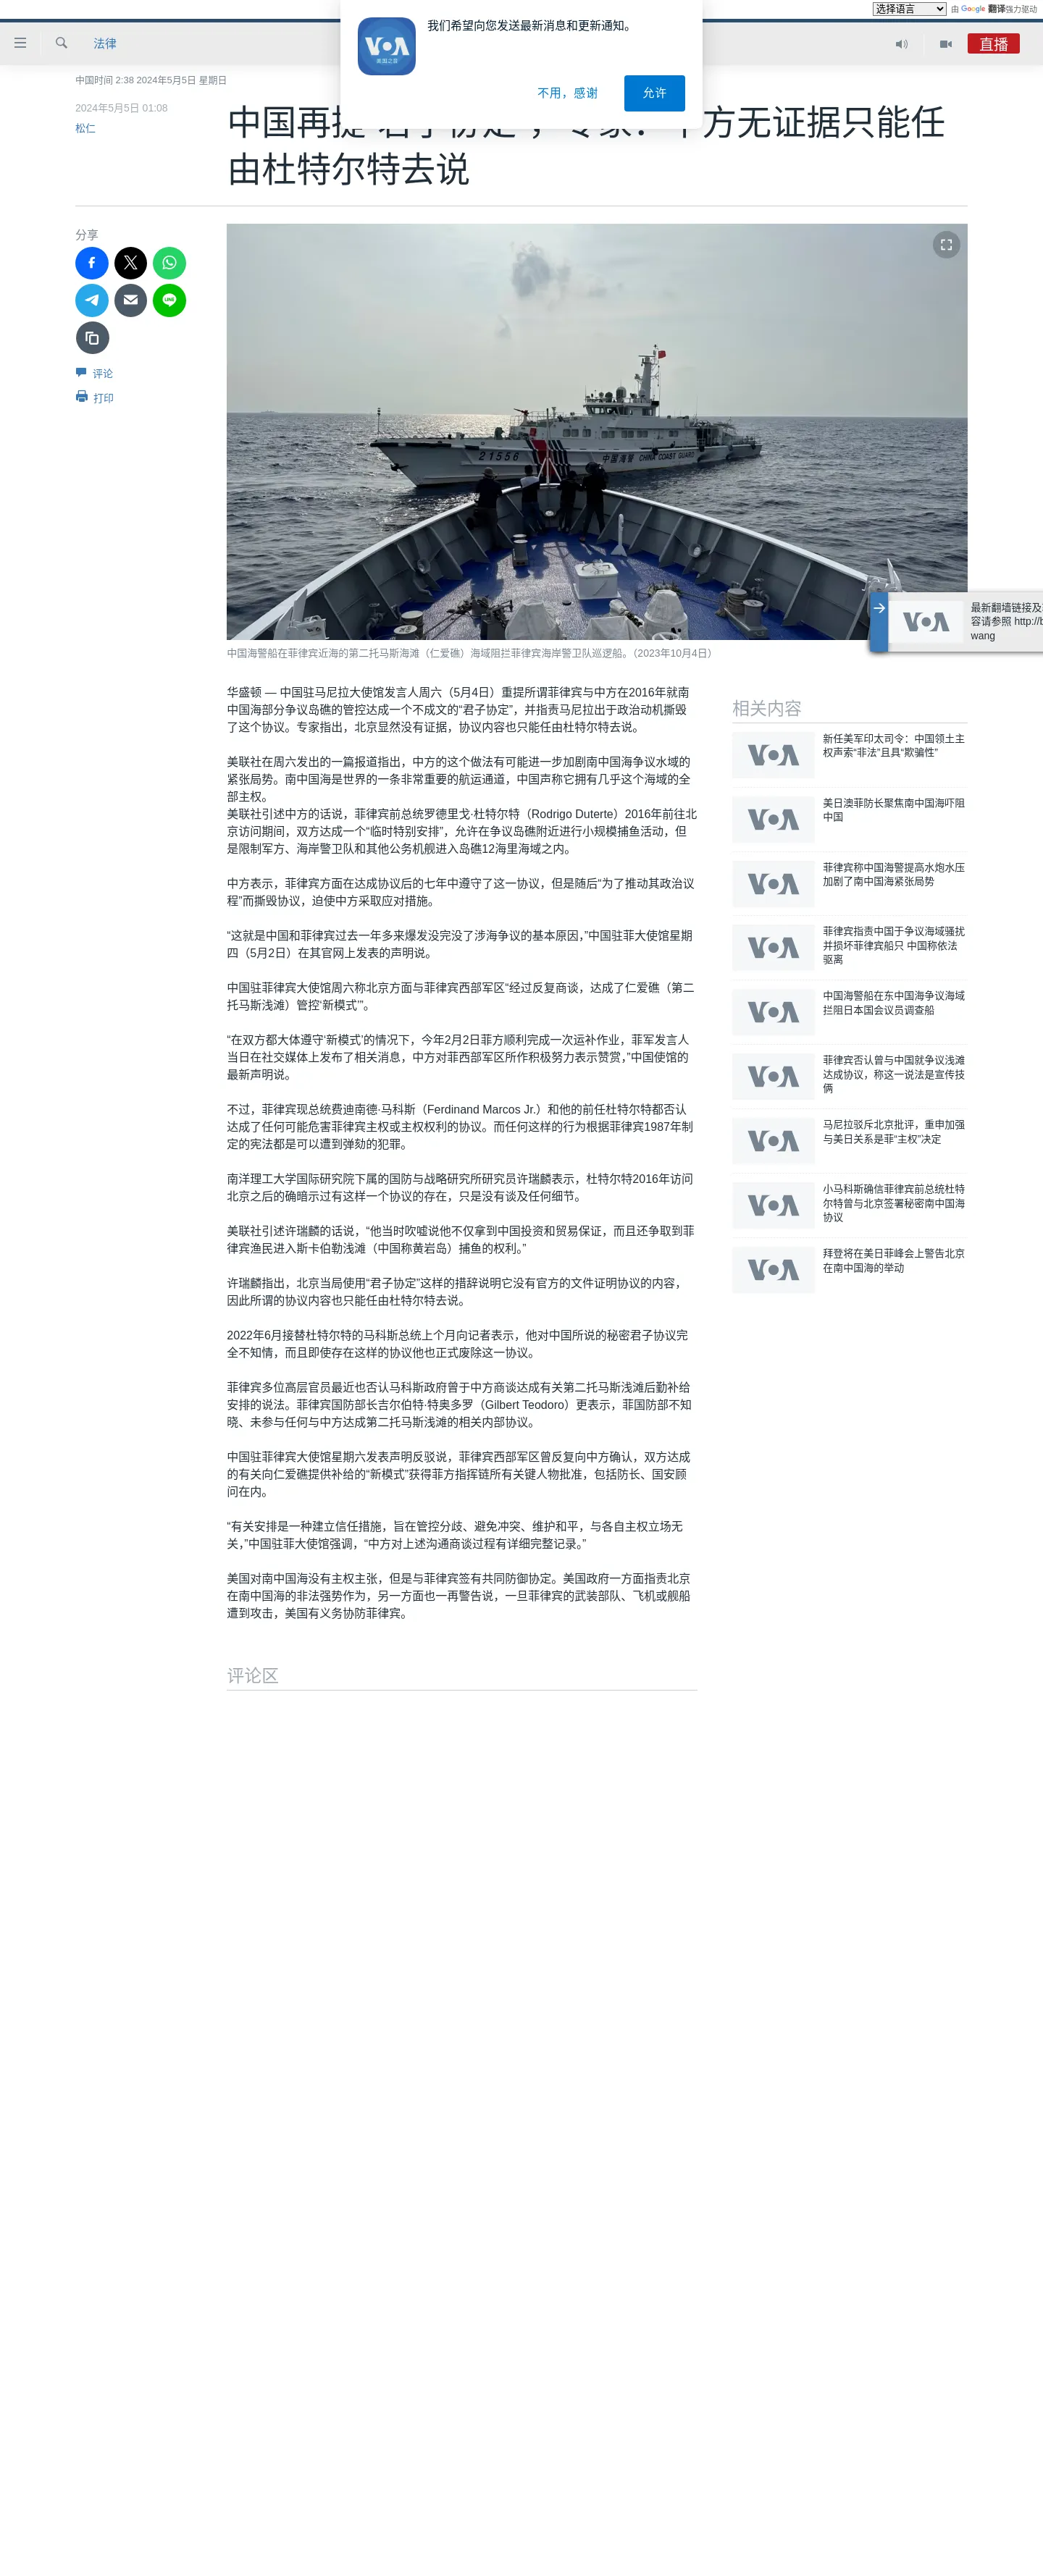 选择语言
由 Google 翻译强力驱动
法律
直播
VOA
美国之音
我们希望向您发送最新消息和更新通知。
不用，感谢
允许
中国时间 2:38 2024年5月5日 星期日
2024年5月5日 01:08
松仁
方无证据只能任
由杜特尔特去说
分享
评论
打印
21556
中国海警 CHINA COAST GUARD
最新翻墙链接及
容请参照 http://b
wang
VOA
中国海警船在菲律宾近海的第二托马斯海滩（仁爱礁）海域阻拦菲律宾海岸警卫队巡逻船。（2023年10月4日）
华盛顿 — 中国驻马尼拉大使馆发言人周六（5月4日）重提所谓菲律宾与中方在2016年就南
中国海部分争议岛礁的管控达成一个不成文的“君子协定”，并指责马尼拉出于政治动机撕毁
了这个协议。专家指出，北京显然没有证据，协议内容也只能任由杜特尔特去说。
美联社在周六发出的一篇报道指出，中方的这个做法有可能进一步加剧南中国海争议水域的
紧张局势。南中国海是世界的一条非常重要的航运通道，中国声称它拥有几乎这个海域的全
部主权。
美联社引述中方的话说，菲律宾前总统罗德里戈·杜特尔特（Rodrigo Duterte）2016年前往北
京访问期间，双方达成一个“临时特别安排”，允许在争议岛礁附近进行小规模捕鱼活动，但
是限制军方、海岸警卫队和其他公务机舰进入岛礁12海里海域之内。
中方表示，菲律宾方面在达成协议后的七年中遵守了这一协议，但是随后“为了推动其政治议
程”而撕毁协议，迫使中方采取应对措施。
“这就是中国和菲律宾过去一年多来爆发没完没了涉海争议的基本原因，”中国驻菲大使馆星期
四（5月2日）在其官网上发表的声明说。
中国驻菲律宾大使馆周六称北京方面与菲律宾西部军区“经过反复商谈，达成了仁爱礁（第二
托马斯浅滩）管控‘新模式’”。
“在双方都大体遵守‘新模式’的情况下，今年2月2日菲方顺利完成一次运补作业，菲军发言人
当日在社交媒体上发布了相关消息，中方对菲西部军区所作积极努力表示赞赏，”中国使馆的
最新声明说。
不过，菲律宾现总统费迪南德·马科斯（Ferdinand Marcos Jr.）和他的前任杜特尔特都否认
达成了任何可能危害菲律宾主权或主权权利的协议。而任何这样的行为根据菲律宾1987年制
定的宪法都是可以遭到弹劾的犯罪。
南洋理工大学国际研究院下属的国防与战略研究所研究员许瑞麟表示，杜特尔特2016年访问
北京之后的确暗示过有这样一个协议的存在，只是没有谈及任何细节。
美联社引述许瑞麟的话说，“他当时吹嘘说他不仅拿到中国投资和贸易保证，而且还争取到菲
律宾渔民进入斯卡伯勒浅滩（中国称黄岩岛）捕鱼的权利。”
许瑞麟指出，北京当局使用“君子协定”这样的措辞说明它没有官方的文件证明协议的内容，
因此所谓的协议内容也只能任由杜特尔特去说。
2022年6月接替杜特尔特的马科斯总统上个月向记者表示，他对中国所说的秘密君子协议完
全不知情，而且即使存在这样的协议他也正式废除这一协议。
菲律宾多位高层官员最近也否认马科斯政府曾于中方商谈达成有关第二托马斯浅滩后勤补给
安排的说法。菲律宾国防部长吉尔伯特·特奥多罗（Gilbert Teodoro）更表示，菲国防部不知
晓、未参与任何与中方达成第二托马斯浅滩的相关内部协议。
中国驻菲律宾大使馆星期六发表声明反驳说，菲律宾西部军区曾反复向中方确认，双方达成
的有关向仁爱礁提供补给的“新模式”获得菲方指挥链所有关键人物批准，包括防长、国安顾
问在内。
“有关安排是一种建立信任措施，旨在管控分歧、避免冲突、维护和平，与各自主权立场无
关，”中国驻菲大使馆强调，“中方对上述沟通商谈过程有详细完整记录。”
美国对南中国海没有主权主张，但是与菲律宾签有共同防御协定。美国政府一方面指责北京
在南中国海的非法强势作为，另一方面也一再警告说，一旦菲律宾的武装部队、飞机或舰船
遭到攻击，美国有义务协防菲律宾。
评论区
相关内容
VOA
新任美军印太司令：中国领土主
权声索“非法”且具“欺骗性”
VOA
美日澳菲防长聚焦南中国海吓阻
中国
VOA
菲律宾称中国海警提高水炮水压
加剧了南中国海紧张局势
VOA
菲律宾指责中国于争议海域骚扰
并损坏菲律宾船只 中国称依法
驱离
VOA
中国海警船在东中国海争议海域
拦阻日本国会议员调查船
VOA
菲律宾否认曾与中国就争议浅滩
达成协议，称这一说法是宣传技
俩
VOA
马尼拉驳斥北京批评，重申加强
与美日关系是菲“主权”决定
VOA
小马科斯确信菲律宾前总统杜特
尔特曾与北京签署秘密南中国海
协议
VOA
拜登将在美日菲峰会上警告北京
在南中国海的举动